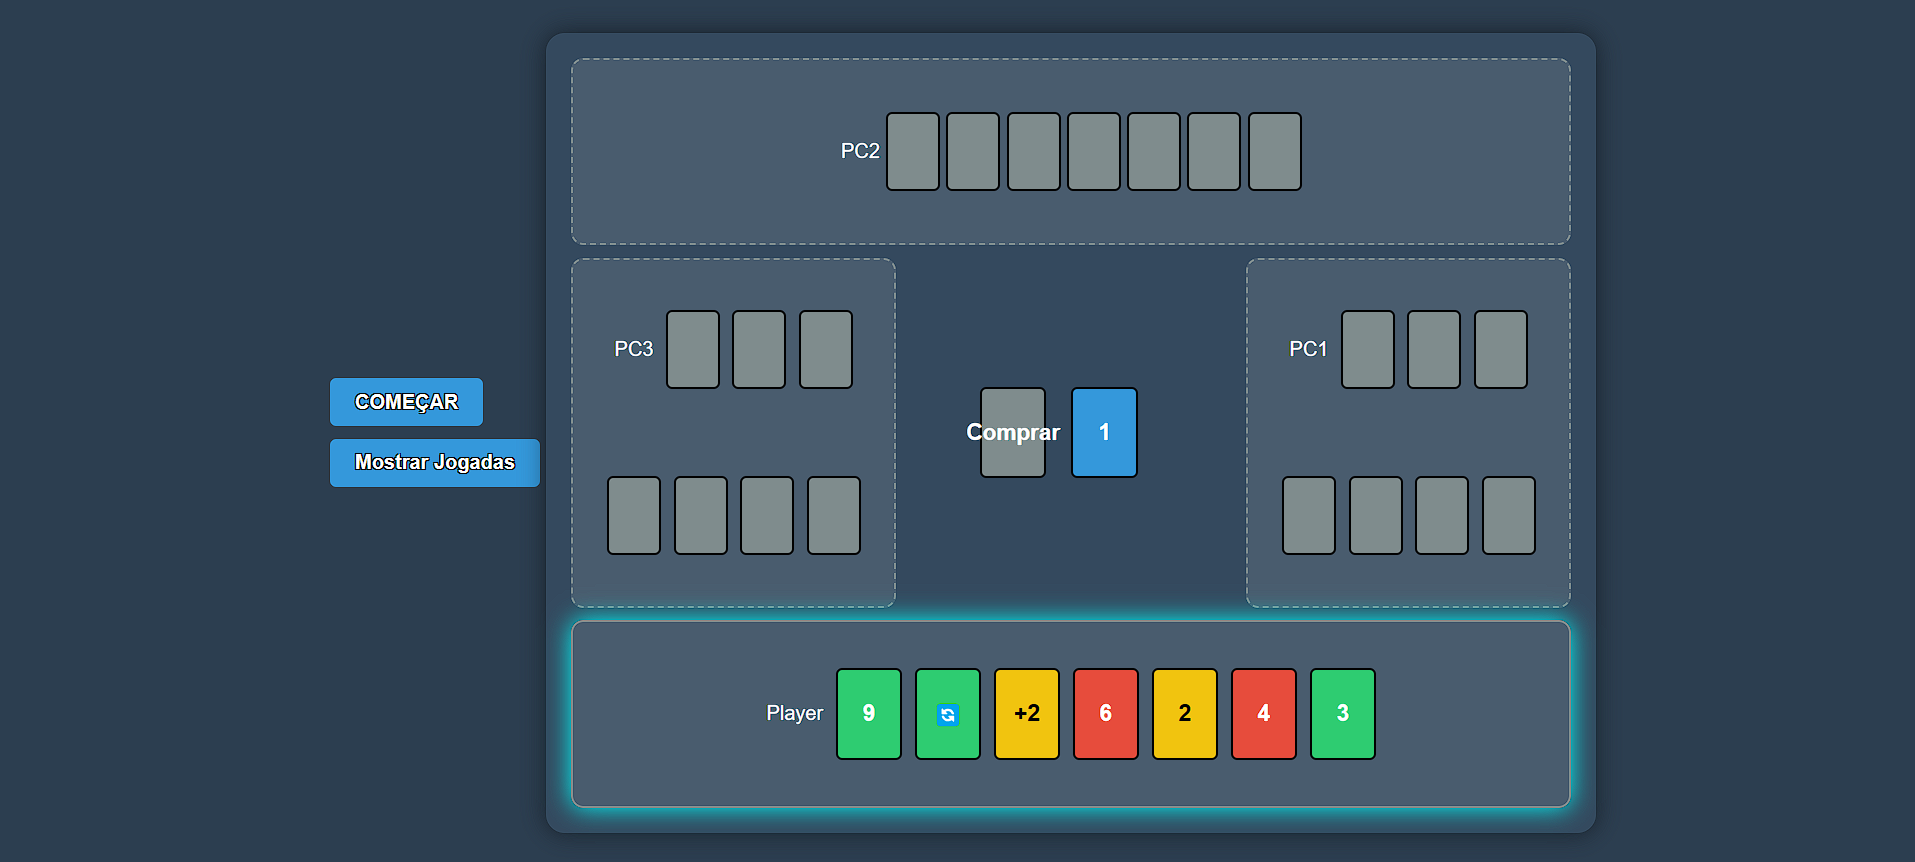 PC2
PC3
PC1
COMEÇAR
Mostrar Jogadas
Comprar 1
Player 9 +2 6 2 4 3